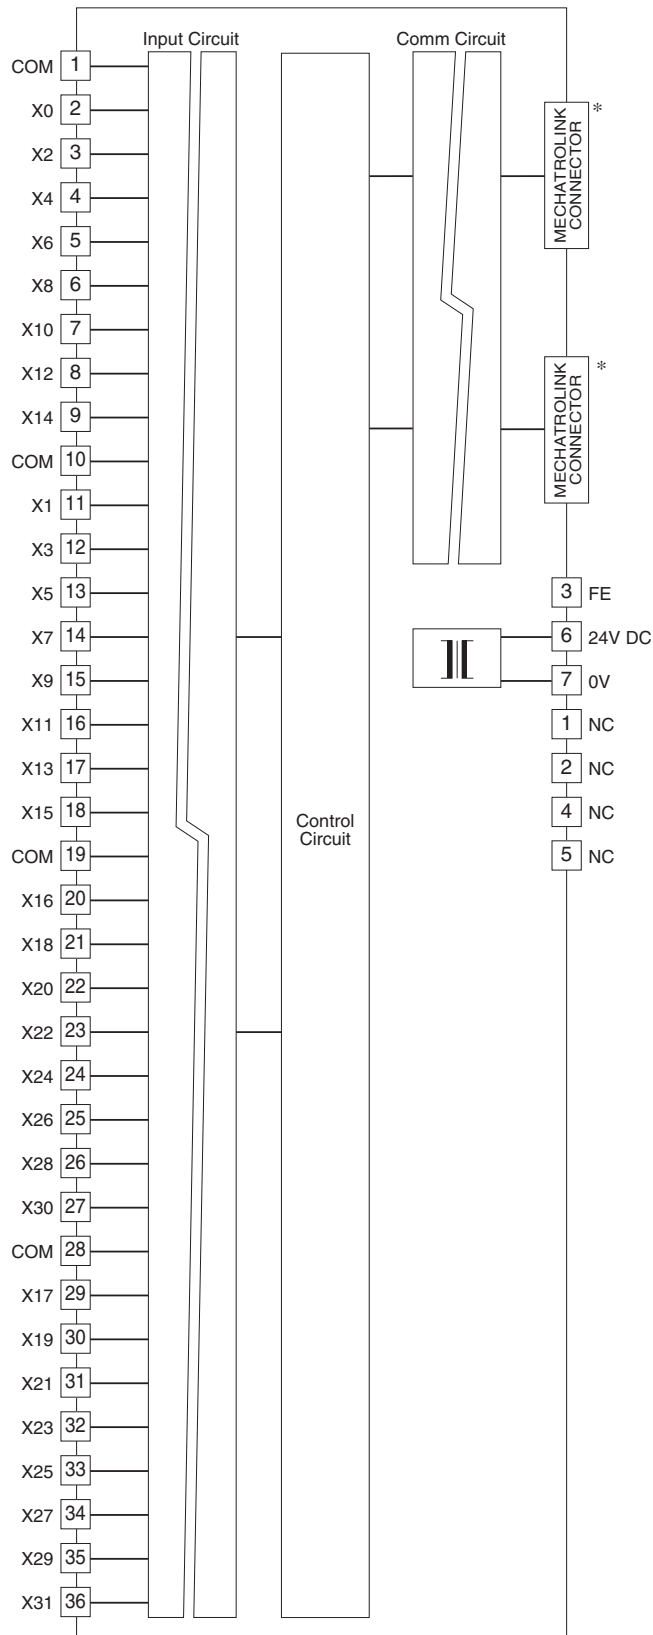 Input Circuit
Comm Circuit
COM 1
X0 2
X2 3
X4 4
X6 5
X8 6
X10 7
X12 8
X14 9
COM 10
X1 11
X3 12
X5 13
X7 14
X9 15
X11 16
X13 17
X15 18
COM 19
X16 20
X18 21
X20 22
X22 23
X24 24
X26 25
X28 26
X30 27
COM 28
X17 29
X19 30
X21 31
X23 32
X25 33
X27 34
X29 35
X31 36
Control
Circuit
MECHATROLINK
CONNECTOR
*
MECHATROLINK
CONNECTOR
*
3 FE
6 24V DC
7 0V
1 NC
2 NC
4 NC
5 NC